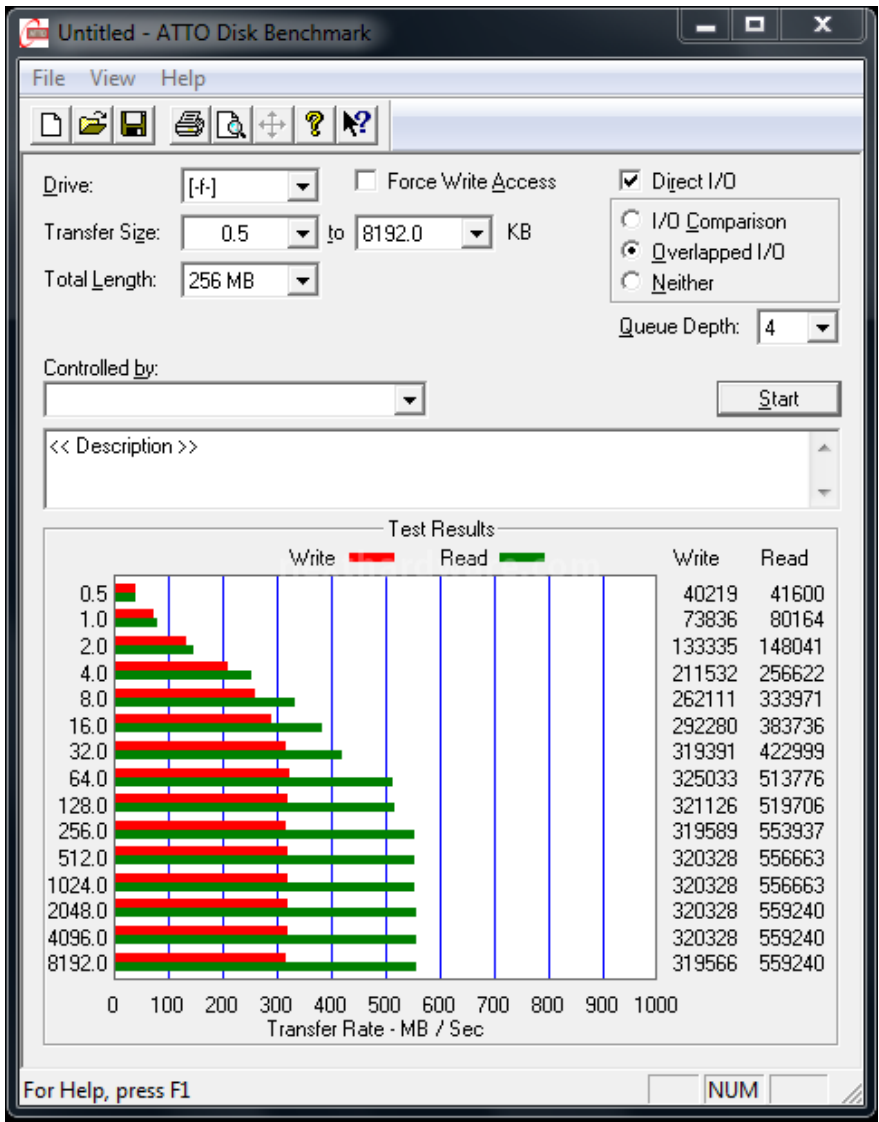 Untitled - ATTO Disk Benchmark
File View Help
Drive: [-f-] Force Write Access Direct I/O
Transfer Size: 0.5 to 8192.0 KB I/O Comparison
Overlapped I/O
Total Length: 256 MB Neither
Queue Depth: 4
Controlled by:
Start
<< Description >>
Test Results
Write Read Write Read
0.5 40219 41600
1.0 73836 80164
2.0 133335 148041
4.0 211532 256622
8.0 262111 333971
16.0 292280 383736
32.0 319391 422999
64.0 325033 513776
128.0 321126 519706
256.0 319589 553937
512.0 320328 556663
1024.0 320328 556663
2048.0 320328 559240
4096.0 320328 559240
8192.0 319566 559240
0 100 200 300 400 500 600 700 800 900 1000
Transfer Rate - MB / Sec
For Help, press F1 NUM